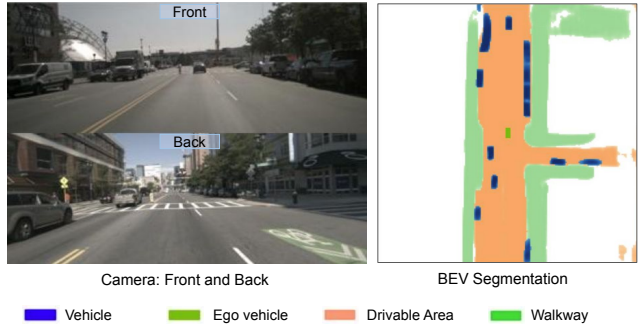 Front
Back
Camera: Front and Back
BEV Segmentation
Vehicle
Ego vehicle
Drivable Area
Walkway